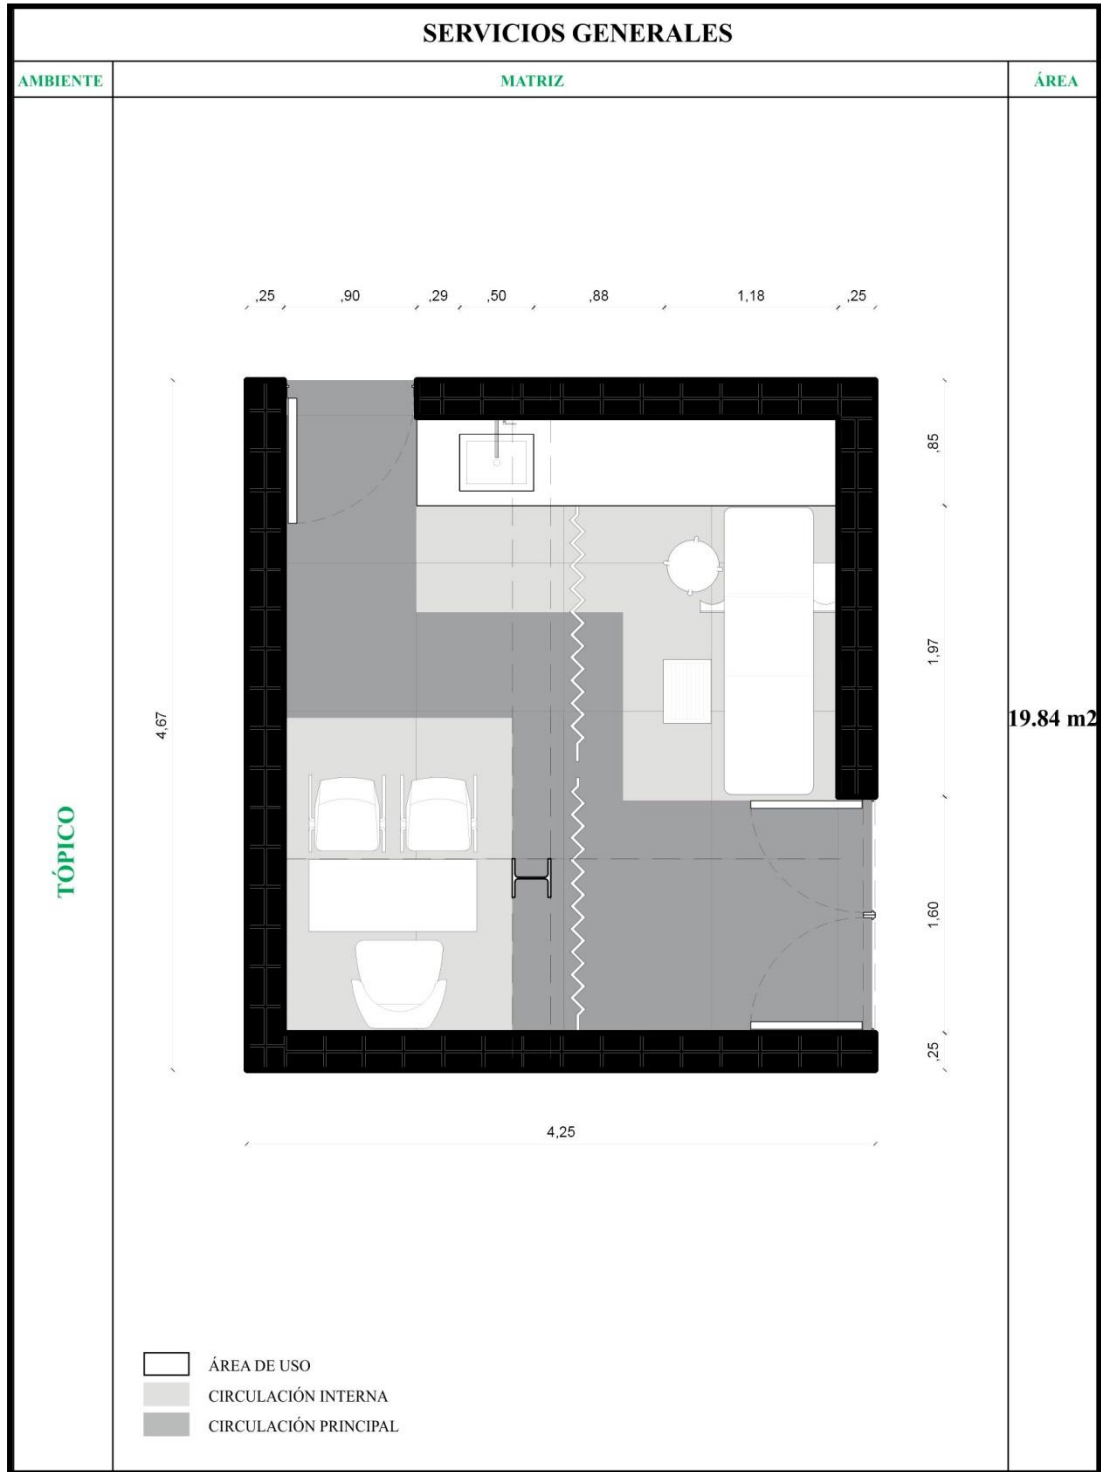 SERVICIOS GENERALES
AMBIENTE MATRIZ ÁREA
,25 ,90 ,29 ,50 ,88 1,18 ,25
,85
1,97
4,67
19.84 m2
TÓPICO
1,60
,25
4,25
ÁREA DE USO
CIRCULACIÓN INTERNA
CIRCULACIÓN PRINCIPAL